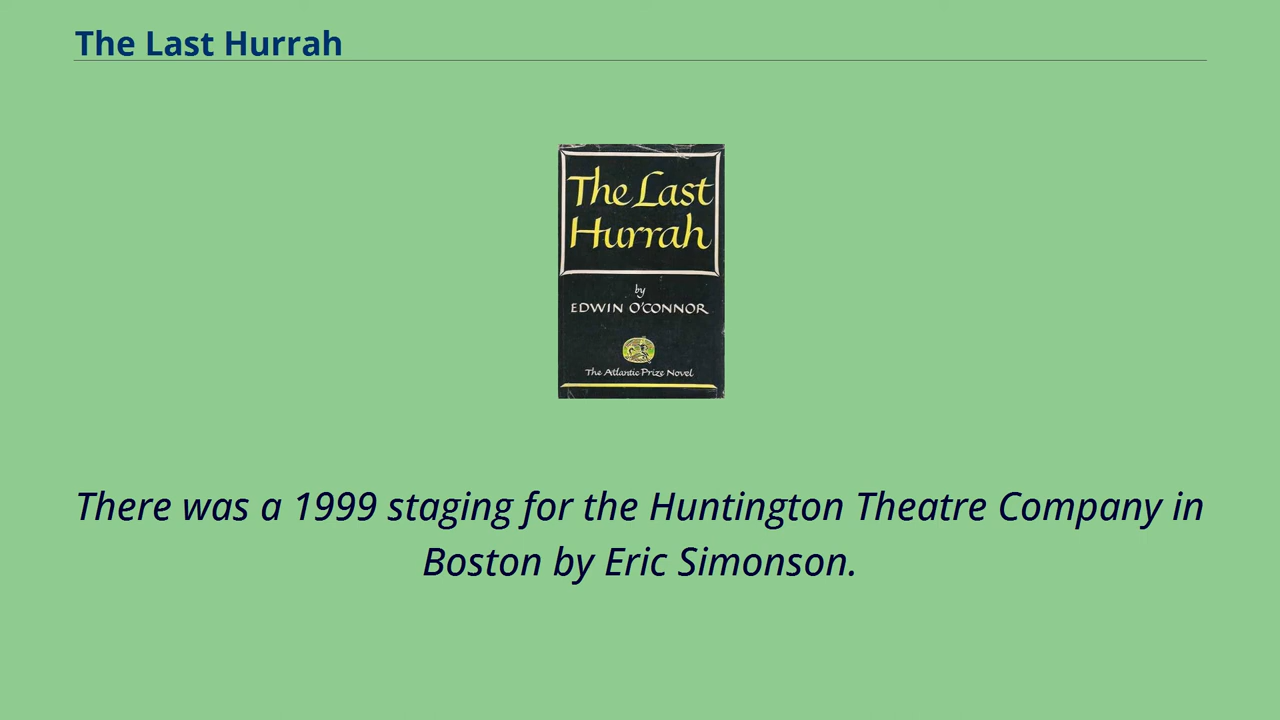 The Last Hurrah
The Last
Hurrah
by
EDWIN O'CONNOR
The Atlantic Prize Novel
There was a 1999 staging for the Huntington Theatre Company in
Boston by Eric Simonson.